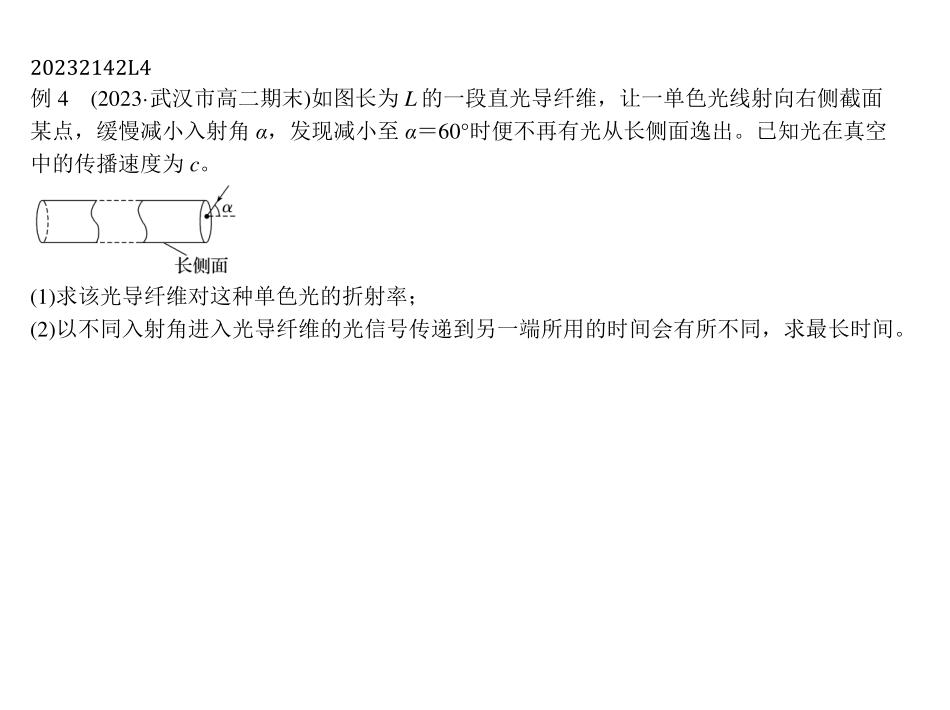 20232142L4
例 4　(2023·武汉市高二期末)如图长为 L 的一段直光导纤维，让一单色光线射向右侧截面
某点，缓慢减小入射角 α，发现减小至 α＝60°时便不再有光从长侧面逸出。已知光在真空
中的传播速度为 c。
α
长侧面
(1)求该光导纤维对这种单色光的折射率；
(2)以不同入射角进入光导纤维的光信号传递到另一端所用的时间会有所不同，求最长时间。